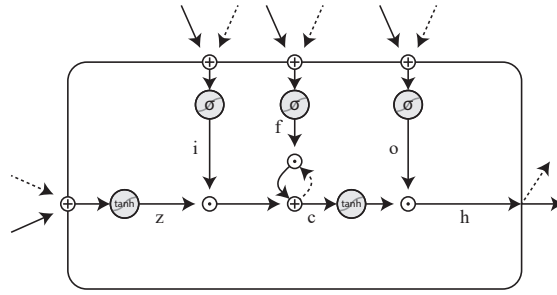 σ σ σ
f
i o
tanh tanh
z c h